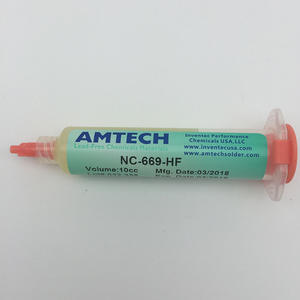 AMTECH
Lead-Free Chemicals Materials
Inventec Performance
Chemicals USA, LLC
www.inventecusa.com
www.amtechsolder.com
NC-669-HF
Volume:10cc Mfg. Date:03/2018